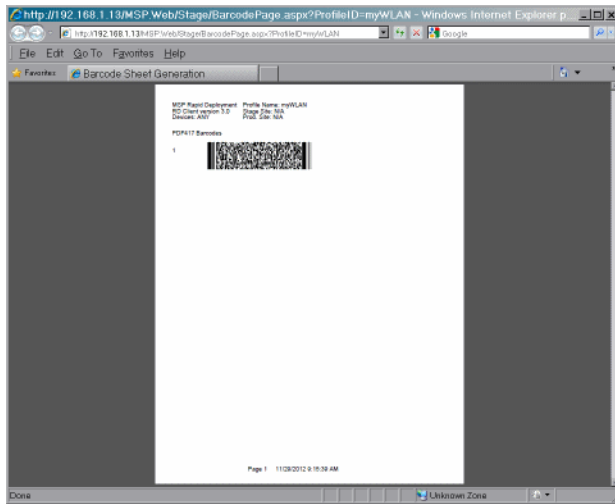 http://192.168.1.13/MSP.Web/Stage/BarcodePage.aspx?ProfileID=myWLAN - Windows Internet Explorer p...
http://192.168.1.13/MSP.Web/Stage/BarcodePage.aspx?ProfileID=myWLAN
Google
File Edit Go To Favorites Help
Favorites Barcode Sheet Generation
MSP Rapid Deployment Profile Name: myWLAN
RD Client version 3.0 Stage Site: N/A
Devices: ANY Prod. Site: N/A
PDF417 Barcodes
1
Page 1 11/29/2012 9:15:39 AM
Done Unknown Zone